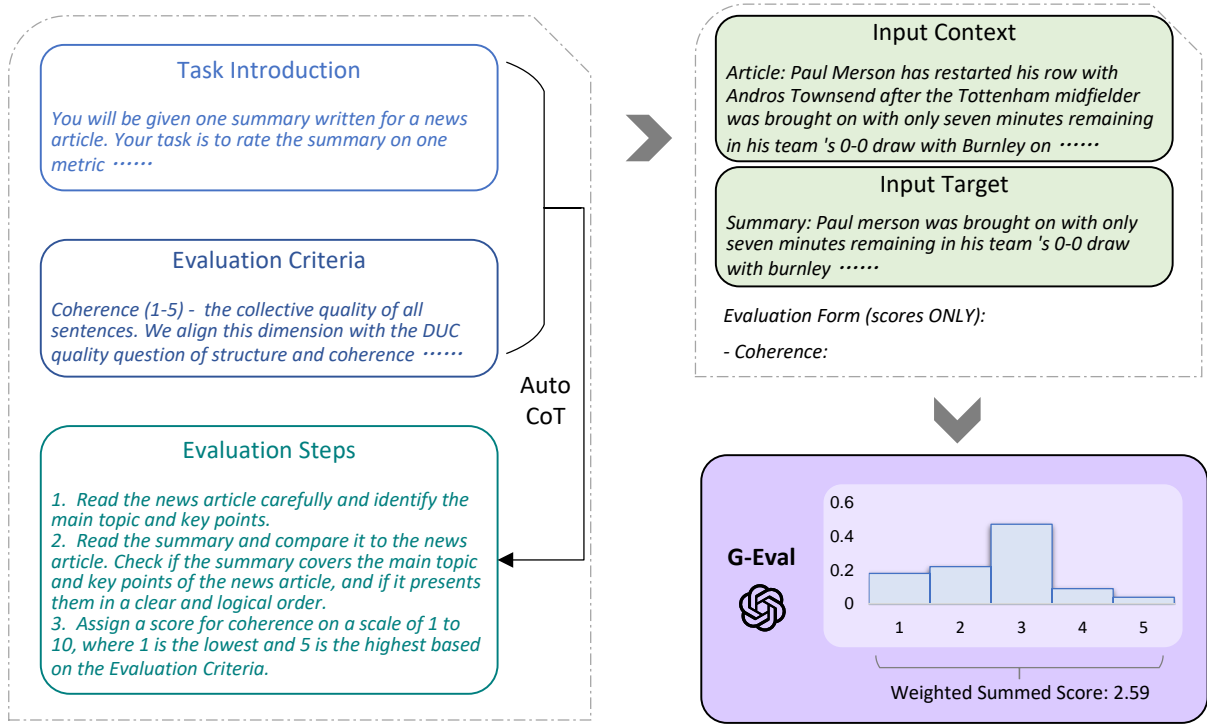 Task Introduction
You will be given one summary written for a news
article. Your task is to rate the summary on one
metric ······
Evaluation Criteria
Coherence (1-5) - the collective quality of all
sentences. We align this dimension with the DUC
quality question of structure and coherence ······
Auto
CoT
Evaluation Steps
1. Read the news article carefully and identify the
main topic and key points.
2. Read the summary and compare it to the news
article. Check if the summary covers the main topic
and key points of the news article, and if it presents
them in a clear and logical order.
3. Assign a score for coherence on a scale of 1 to
10, where 1 is the lowest and 5 is the highest based
on the Evaluation Criteria.
Input Context
Article: Paul Merson has restarted his row with
Andros Townsend after the Tottenham midfielder
was brought on with only seven minutes remaining
in his team 's 0-0 draw with Burnley on ······
Input Target
Summary: Paul merson was brought on with only
seven minutes remaining in his team 's 0-0 draw
with burnley ······
Evaluation Form (scores ONLY):
- Coherence:
G-Eval
0.6
0.4
0.2
0
1 2 3 4 5
Weighted Summed Score: 2.59